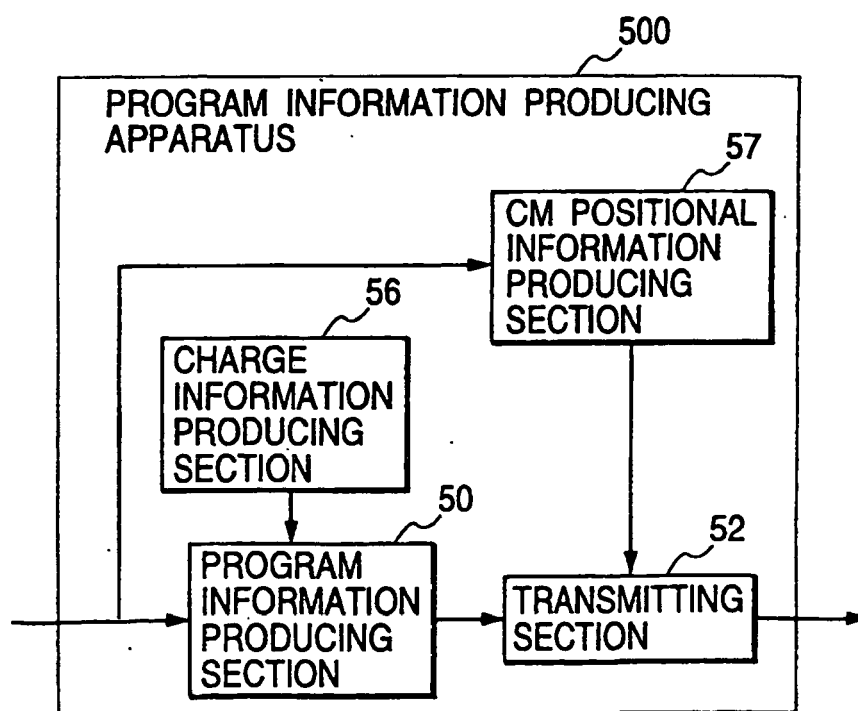 500
PROGRAM INFORMATION PRODUCING
APPARATUS
57
CM POSITIONAL
INFORMATION
PRODUCING
SECTION
56
CHARGE
INFORMATION
PRODUCING
SECTION
50
PROGRAM
INFORMATION
PRODUCING
SECTION
52
TRANSMITTING
SECTION